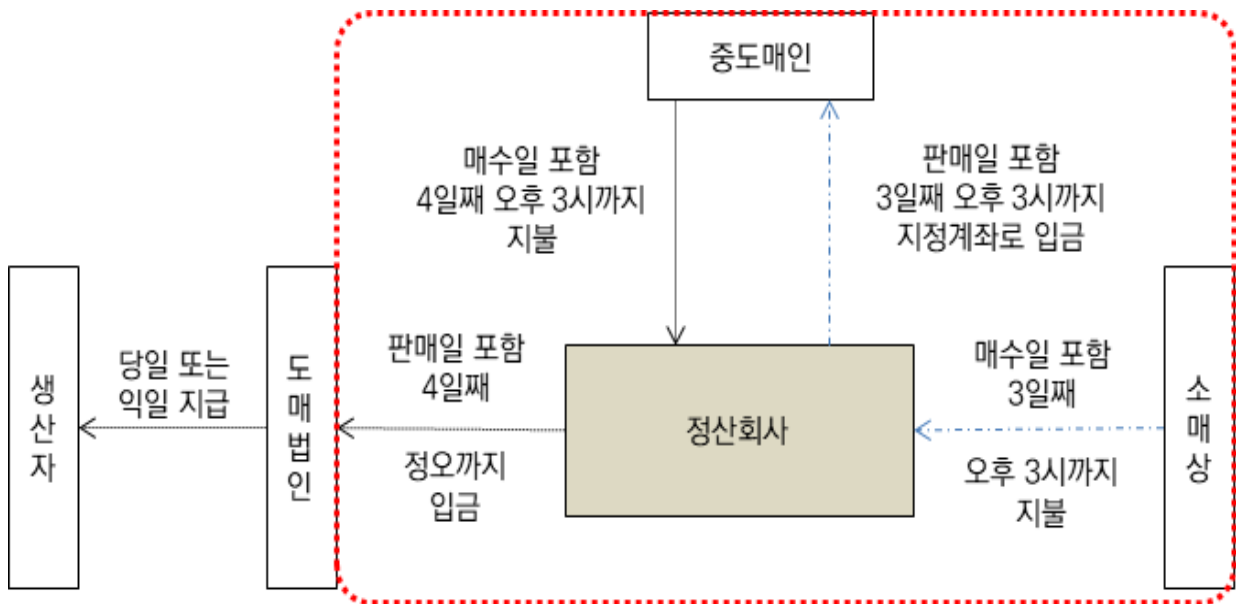 중도매인
매수일 포함
4일째 오후 3시까지
지불
판매일 포함
3일째 오후 3시까지
지정계좌로 입금
생산자
당일 또는
익일 지급
도매법인
판매일 포함
4일째
정오까지
입금
정산회사
매수일 포함
3일째
오후 3시까지
지불
소매상